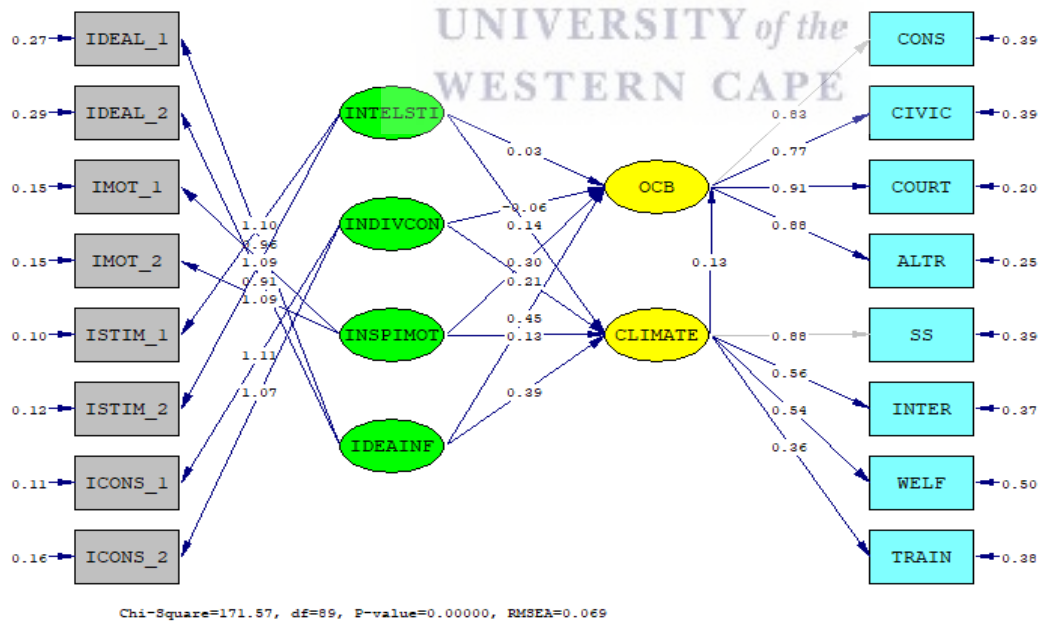 UNIVERSITY of the
WESTERN CAPE
0.27 IDEAL_1
0.29 IDEAL_2
0.15 IMOT_1
0.15 IMOT_2
0.10 ISTIM_1
0.12 ISTIM_2
0.11 ICONS_1
0.16 ICONS_2
1.10
1.09
0.91
1.09
1.11
1.07
INTELSTI
INDIVCON
INSPIMOT
IDEAINF
0.03
-0.06
0.14
0.30
0.21
0.45
0.13
0.39
OCB
0.13
CLIMATE
0.83
0.77
0.91
0.88
0.88
0.56
0.54
0.36
CONS 0.39
CIVIC 0.39
COURT 0.20
ALTR 0.25
SS 0.39
INTER 0.37
WELF 0.50
TRAIN 0.38
Chi-Square=171.57, df=89, P-value=0.00000, RMSEA=0.069